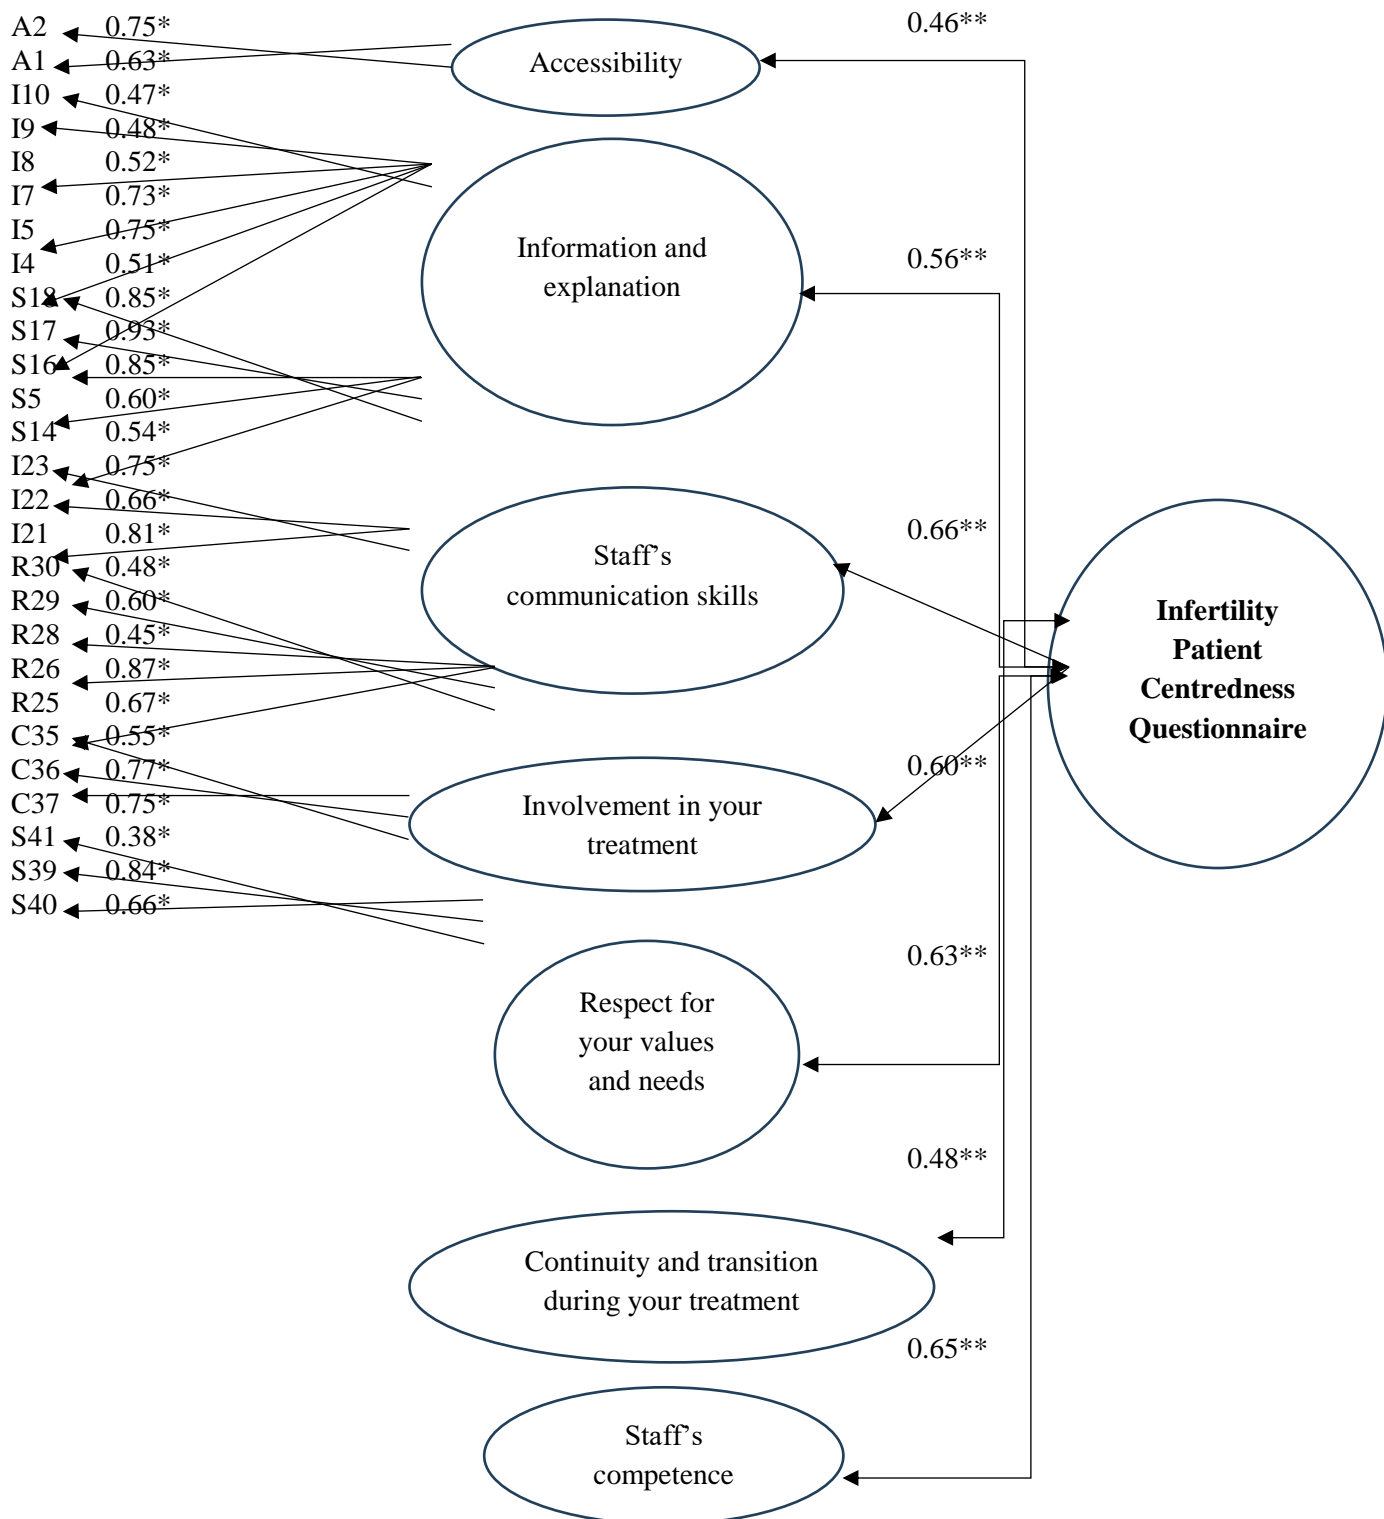 A2 0.75*
A1 0.63*
I10 0.47*
I9 0.48*
I8 0.52*
I7 0.73*
I5 0.75*
I4 0.51*
S18 0.85*
S17 0.93*
S16 0.85*
S5 0.60*
S14 0.54*
I23 0.75*
I22 0.66*
I21 0.81*
R30 0.48*
R29 0.60*
R28 0.45*
R26 0.87*
R25 0.67*
C35 0.55*
C36 0.77*
C37 0.75*
S41 0.38*
S39 0.84*
S40 0.66*
Accessibility
Information and
explanation
Staff’s
communication skills
Involvement in your
treatment
Respect for
your values
and needs
Continuity and transition
during your treatment
Staff’s
competence
0.46**
0.56**
0.66**
0.60**
0.63**
0.48**
0.65**
Infertility
Patient
Centredness
Questionnaire